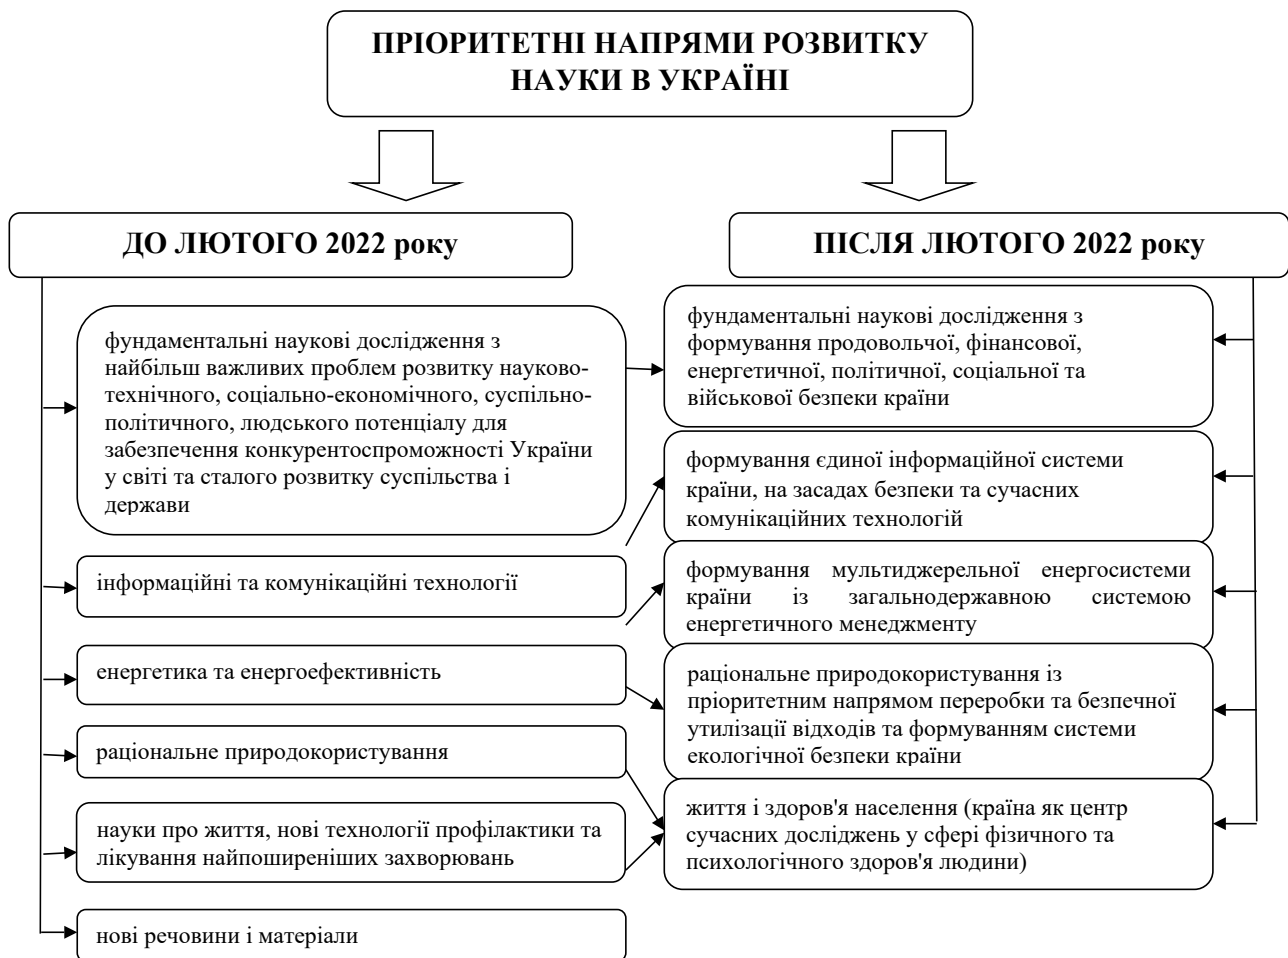 ПРІОРИТЕТНІ НАПРЯМИ РОЗВИТКУ
НАУКИ В УКРАЇНІ
ДО ЛЮТОГО 2022 року
фундаментальні наукові дослідження з
найбільш важливих проблем розвитку науково-
технічного, соціально-економічного, суспільно-
політичного, людського потенціалу для
забезпечення конкурентоспроможності України
у світі та сталого розвитку суспільства і
держави
інформаційні та комунікаційні технології
енергетика та енергоефективність
раціональне природокористування
науки про життя, нові технології профілактики та
лікування найпоширеніших захворювань
нові речовини і матеріали
ПІСЛЯ ЛЮТОГО 2022 року
фундаментальні наукові дослідження з
формування продовольчої, фінансової,
енергетичної, політичної, соціальної та
військової безпеки країни
формування єдиної інформаційної системи
країни, на засадах безпеки та сучасних
комунікаційних технологій
формування мультиджерельної енергосистеми
країни із загальнодержавною системою
енергетичного менеджменту
раціональне природокористування із
пріоритетним напрямом переробки та безпечної
утилізації відходів та формуванням системи
екологічної безпеки країни
життя і здоров'я населення (країна як центр
сучасних досліджень у сфері фізичного та
психологічного здоров'я людини)